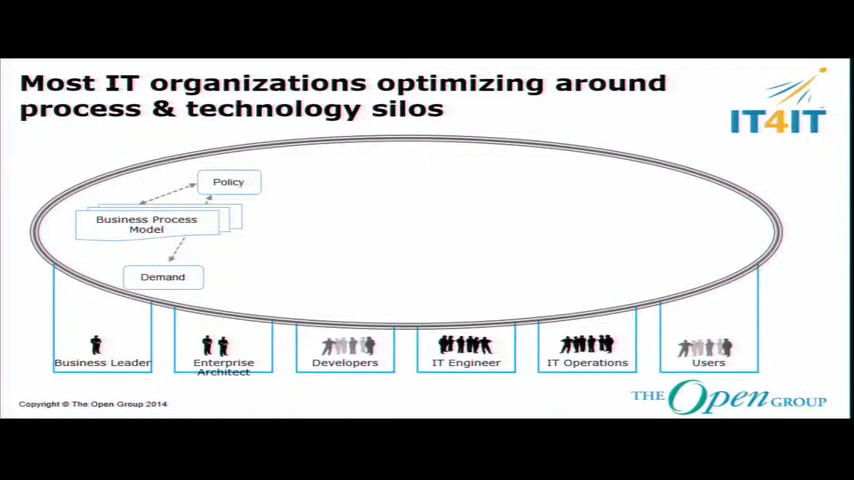 Most IT organizations optimizing around
process & technology silos
IT4IT
Policy
Business Process
Model
Demand
Business Leader
Enterprise
Architect
Developers
IT Engineer
IT Operations
Users
Copyright © The Open Group 2014
THE Open GROUP